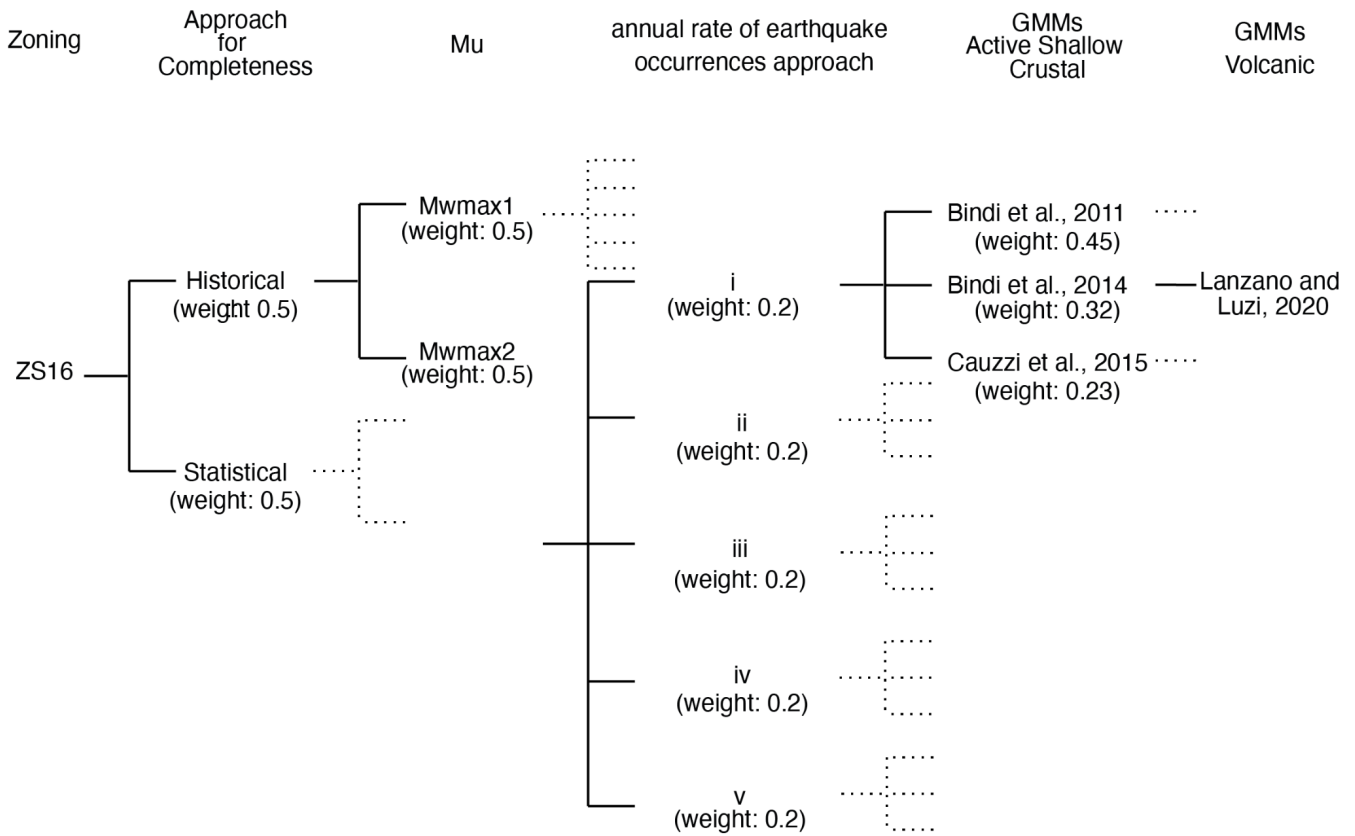 Zoning
Approach
for
Completeness
Mu
annual rate of earthquake
occurrences approach
GMMs
Active Shallow
Crustal
GMMs
Volcanic
ZS16
Historical
(weight 0.5)
Statistical
(weight: 0.5)
Mwmax1
(weight: 0.5)
Mwmax2
(weight: 0.5)
i
(weight: 0.2)
ii
(weight: 0.2)
iii
(weight: 0.2)
iv
(weight: 0.2)
v
(weight: 0.2)
Bindi et al., 2011
(weight: 0.45)
Bindi et al., 2014
(weight: 0.32)
Cauzzi et al., 2015
(weight: 0.23)
Lanzano and
Luzi, 2020